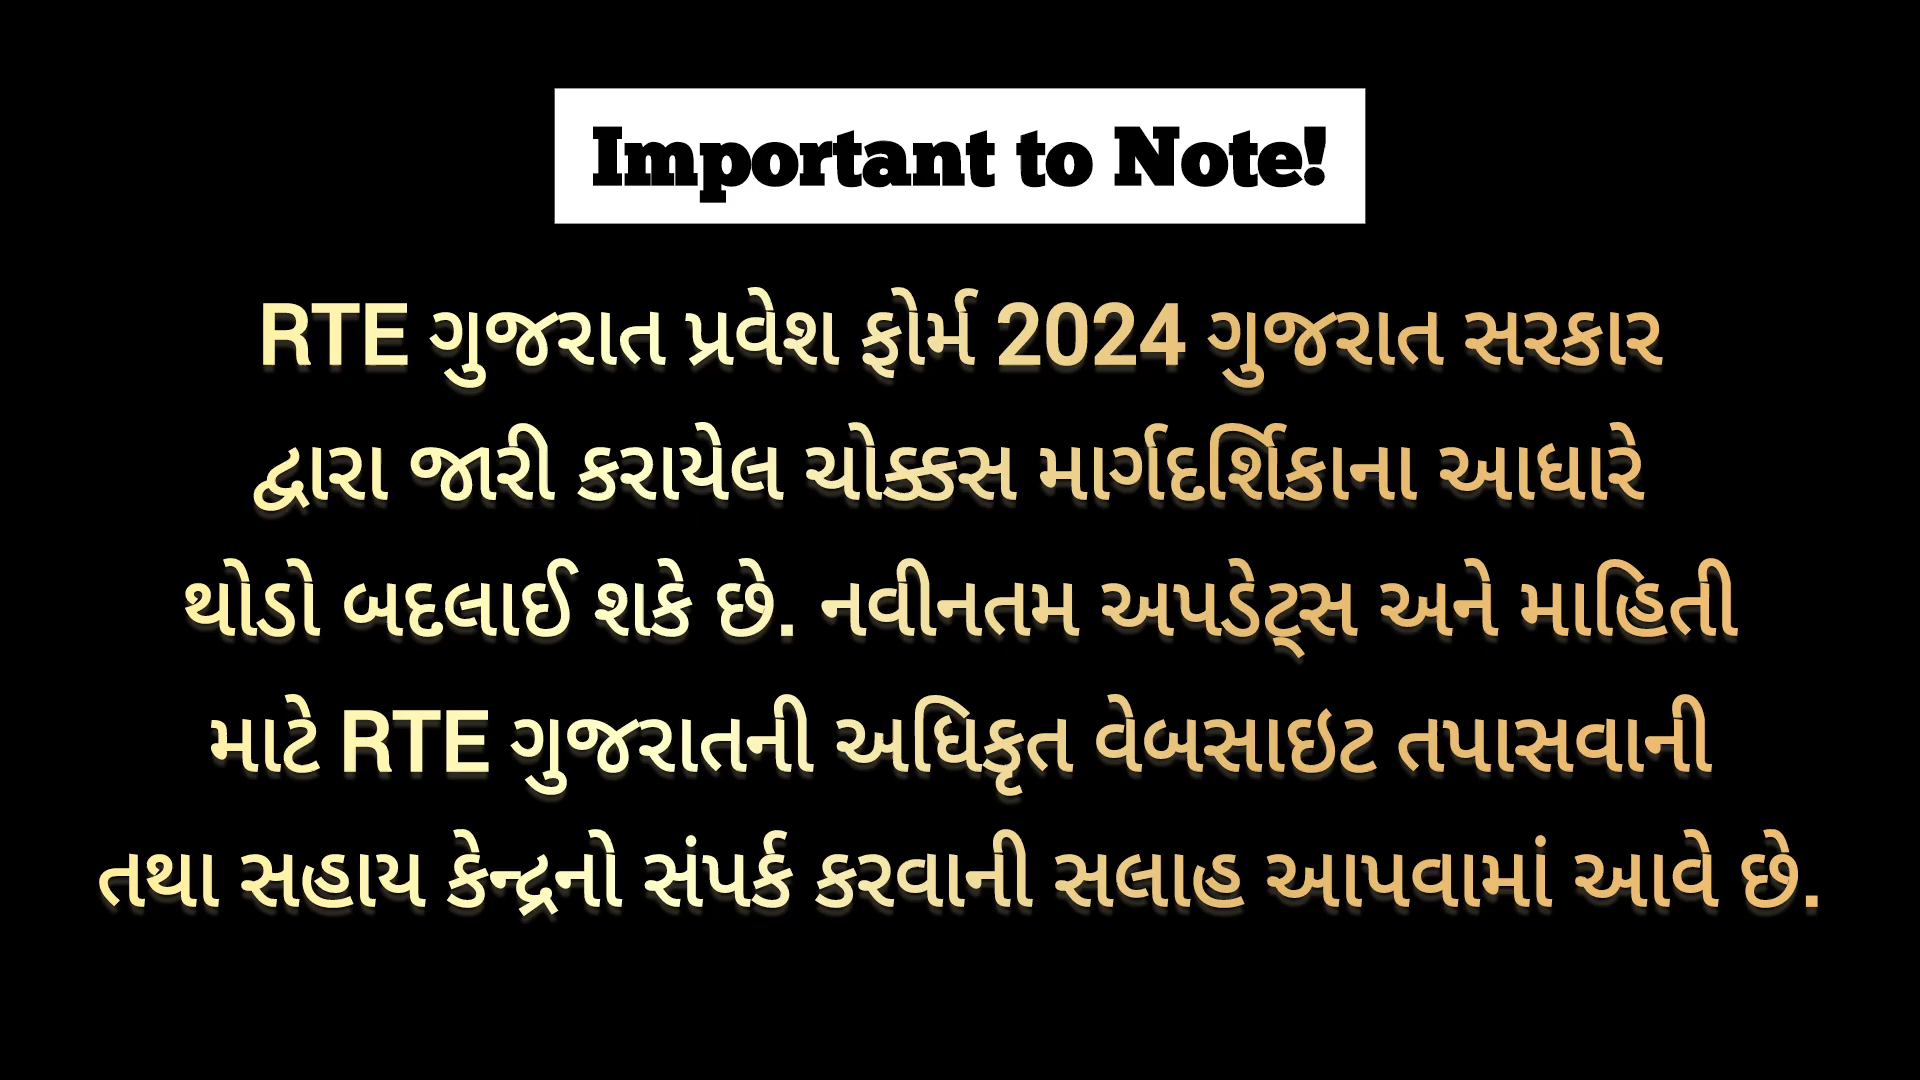 Important to Note!
RTE ગુજરાત પ્રવેશ ફોર્મ 2024 ગુજરાત સરકાર
દ્વારા જારી કરાયેલ ચોક્કસ માર્ગદર્શિકાના આધારે
થોડો બદલાઈ શકે છે. નવીનતમ અપડેટ્સ અને માહિતી
માટે RTE ગુજરાતની અધિકૃત વેબસાઇટ તપાસવાની
તથા સહાય કેન્દ્રનો સંપર્ક કરવાની સલાહ આપવામાં આવે છે.